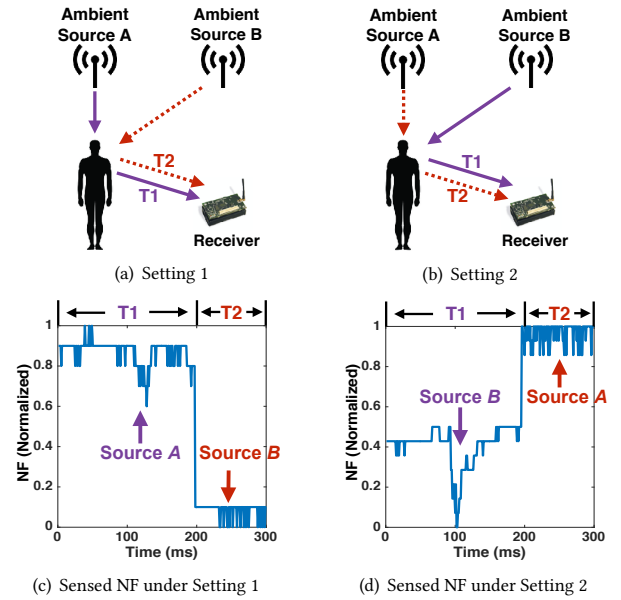 Ambient Source A
Ambient Source B
T2
T1
Receiver
(a) Setting 1
Ambient Source A
Ambient Source B
T1
T2
Receiver
(b) Setting 2
T1
T2
NF (Normalized)
1
0.8
0.6
0.4
0.2
0
Source A
Source B
0
100
200
300
Time (ms)
(c) Sensed NF under Setting 1
T1
T2
NF (Normalized)
1
0.8
0.6
0.4
0.2
0
Source B
Source A
0
100
200
300
Time (ms)
(d) Sensed NF under Setting 2